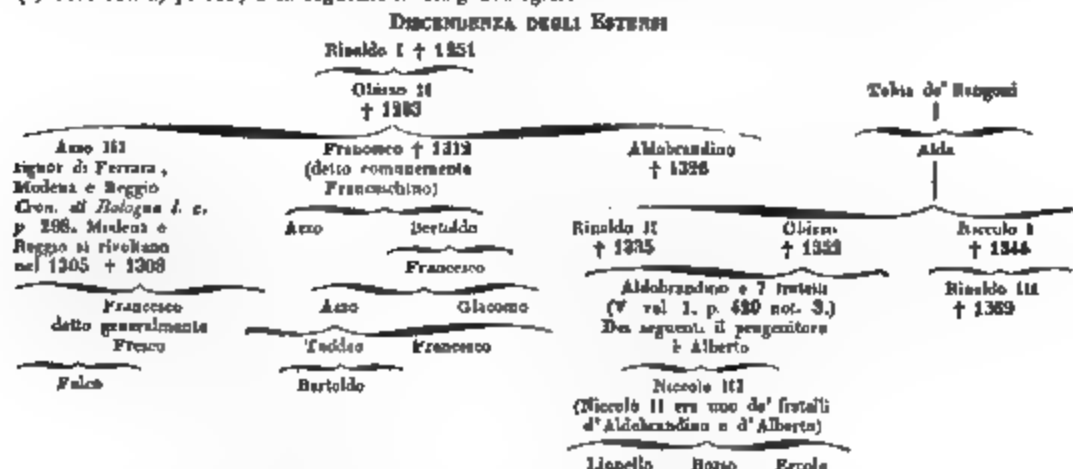 DISCENDENZA DEGLI ESTENSI
Rinaldo I † 1251
Obizzo II
† 1293
Tobia de' Rangoni
Azzo III
signor di Ferrara,
Modena e Reggio
Cron. di Bologna l. c.
p 298. Modena e
Reggio si rivoltano
nel 1305 † 1308
Francesco † 1312
(detto comunemente
Franceschino)
Aldobrandino
† 1326
Alda
Azzo
Bertoldo
Rinaldo II
† 1335
Obizzo
† 1352
Niccolo I
† 1344
Francesco
Francesco
detto generalmente
Fresco
Azzo
Giacomo
Aldobrandino e 7 fratelli
(V vol 1. p. 420 not. 3.)
Dei seguenti il progenitore
è Alberto
Rinaldo III
† 1369
Taddeo
Francesco
Folco
Bertoldo
Niccolo III
(Niccolò II era uno de' fratelli
d'Aldobrandino e d'Alberto)
Lionello Borso Ercole